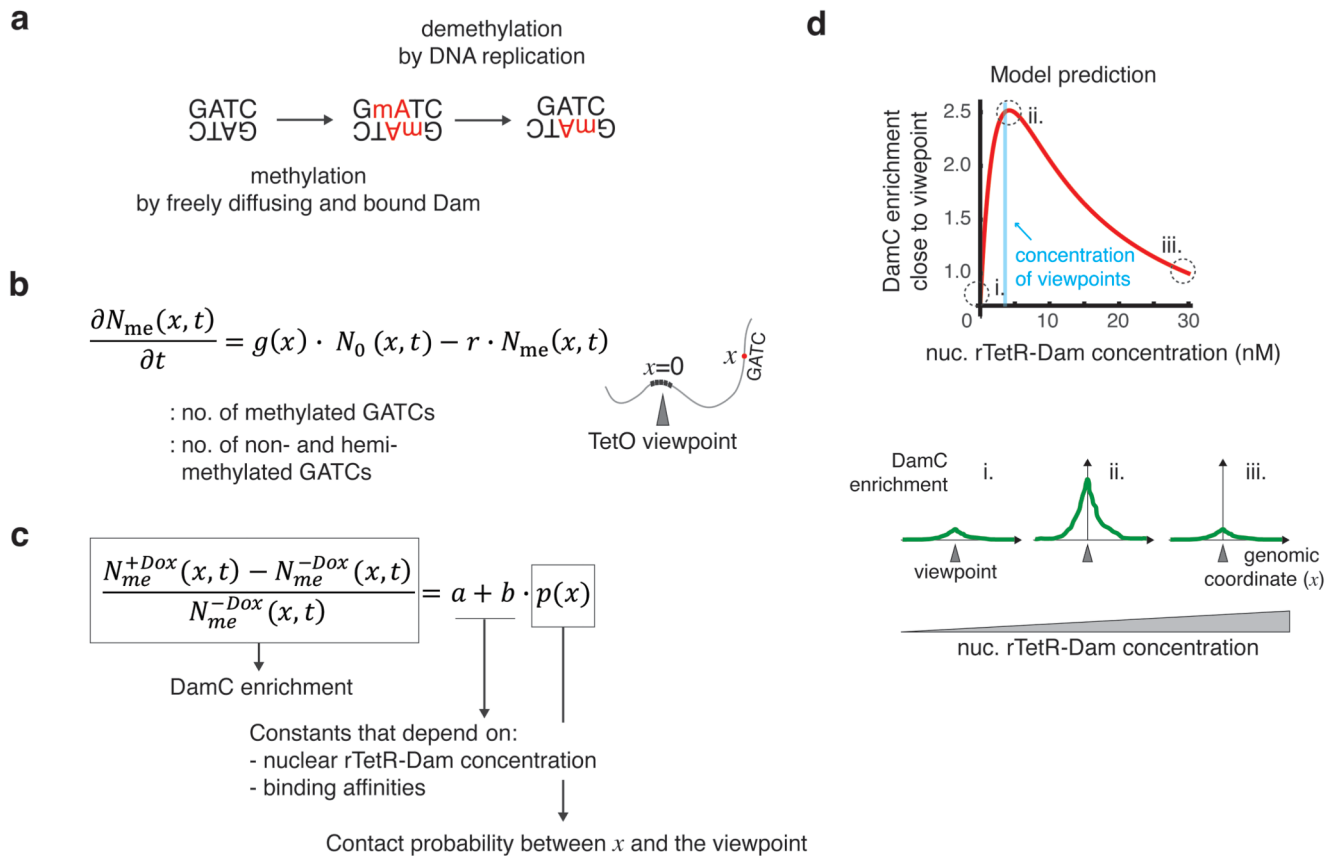 a
demethylation
by DNA replication
GATC
GATC
GmATC
GmATC
GATC
GmATC
methylation
by freely diffusing and bound Dam
b
∂N_me(x, t)/∂t = g(x) · N_0 (x, t) − r · N_me(x, t)
: no. of methylated GATCs
: no. of non- and hemi-
methylated GATCs
x=0
x
GATC
TetO viewpoint
c
(N_me^{+Dox}(x, t) − N_me^{−Dox}(x, t))/N_me^{−Dox}(x, t) = a + b · p(x)
DamC enrichment
Constants that depend on:
- nuclear rTetR-Dam concentration
- binding affinities
Contact probability between x and the viewpoint
d
Model prediction
DamC enrichment
close to viwepoint
2.5
2.0
1.5
1.0
ii.
iii.
i.
concentration
of viewpoints
0
10
20
30
nuc. rTetR-Dam concentration (nM)
DamC
enrichment
i.
ii.
iii.
viewpoint
genomic
coordinate (x)
nuc. rTetR-Dam concentration